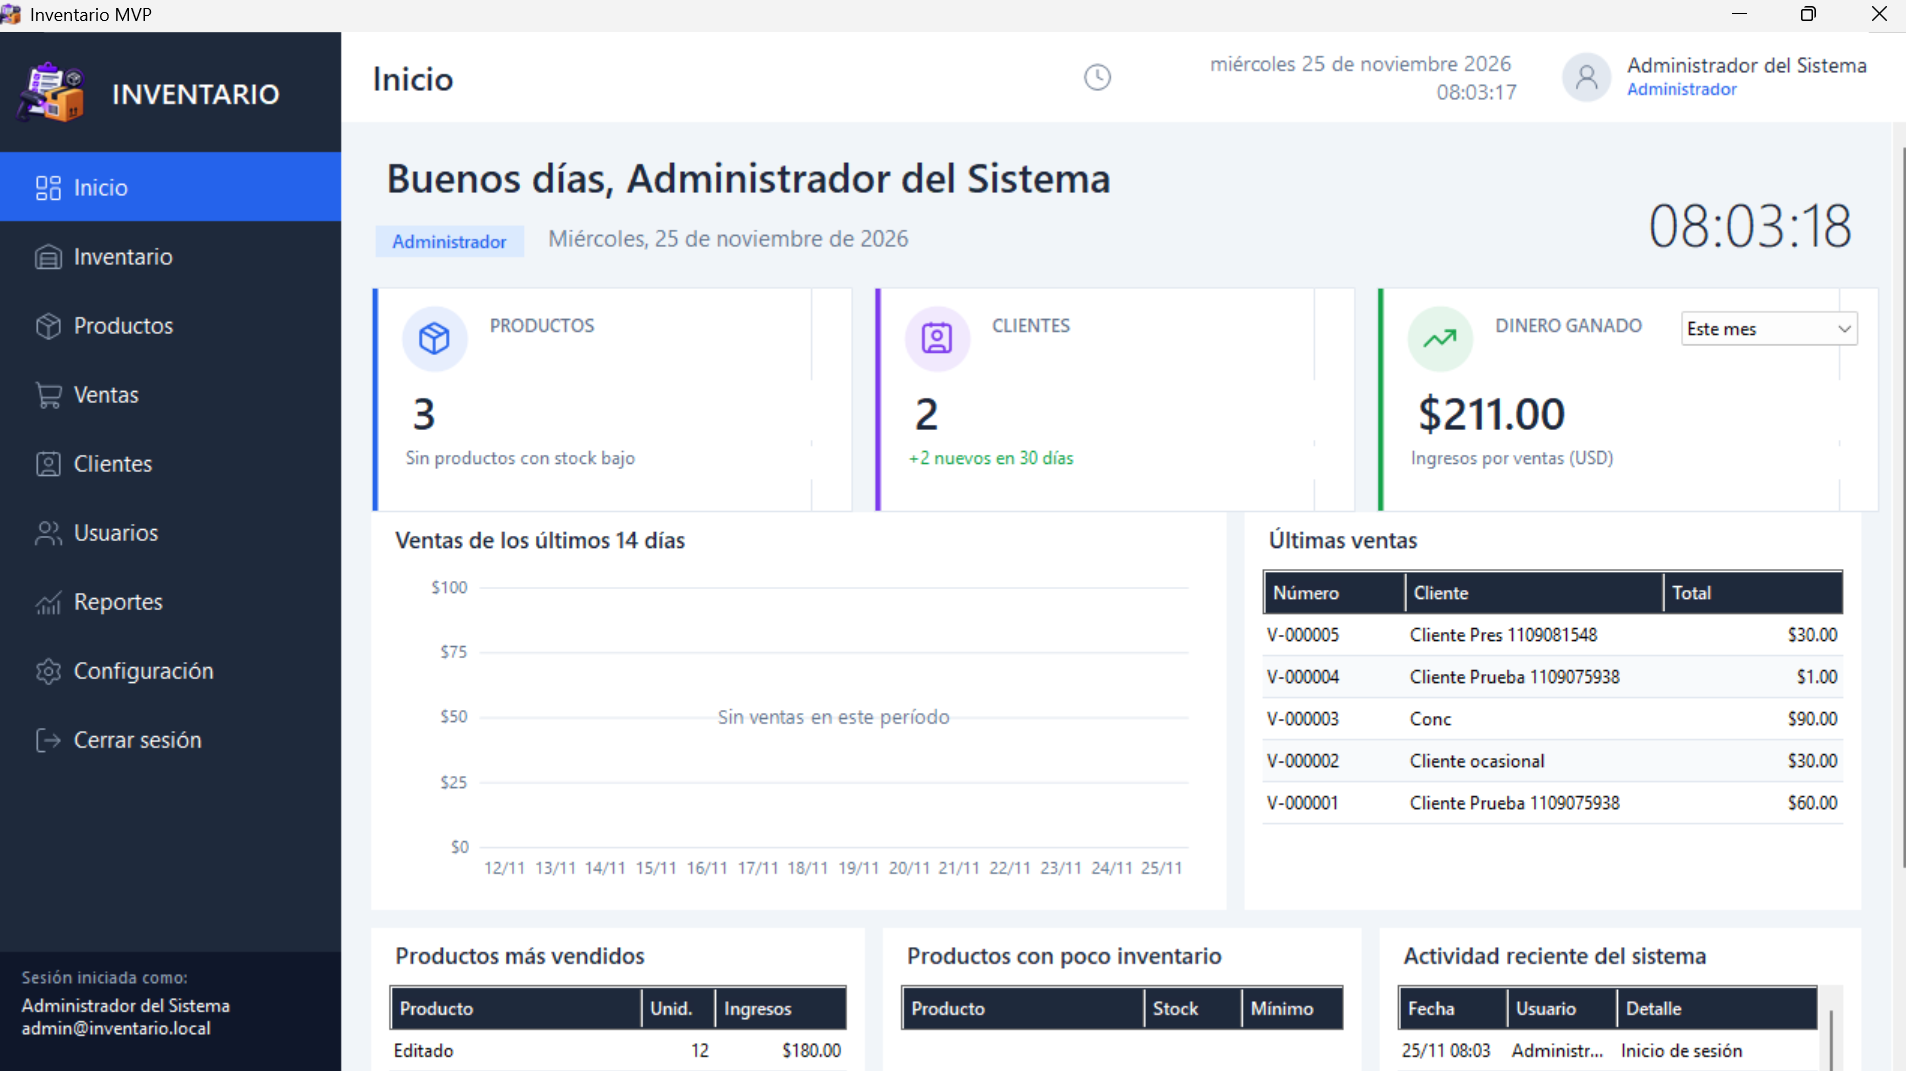 Inventario MVP
INVENTARIO
Inicio
Inventario
Productos
Ventas
Clientes
Usuarios
Reportes
Configuración
Cerrar sesión
Sesión iniciada como:
Administrador del Sistema
admin@inventario.local
Inicio
miércoles 25 de noviembre 2026
08:03:17
Administrador del Sistema
Administrador
Buenos días, Administrador del Sistema
Administrador
Miércoles, 25 de noviembre de 2026
08:03:18
PRODUCTOS
3
Sin productos con stock bajo
CLIENTES
2
+2 nuevos en 30 días
DINERO GANADO
Este mes
$211.00
Ingresos por ventas (USD)
Ventas de los últimos 14 días
$100
$75
$50
$25
$0
Sin ventas en este período
12/11 13/11 14/11 15/11 16/11 17/11 18/11 19/11 20/11 21/11 22/11 23/11 24/11 25/11
Últimas ventas
Número Cliente Total
V-000005 Cliente Pres 1109081548 $30.00
V-000004 Cliente Prueba 1109075938 $1.00
V-000003 Conc $90.00
V-000002 Cliente ocasional $30.00
V-000001 Cliente Prueba 1109075938 $60.00
Productos más vendidos
Producto Unid. Ingresos
Editado 12 $180.00
Productos con poco inventario
Producto Stock Mínimo
Actividad reciente del sistema
Fecha Usuario Detalle
25/11 08:03 Administr... Inicio de sesión